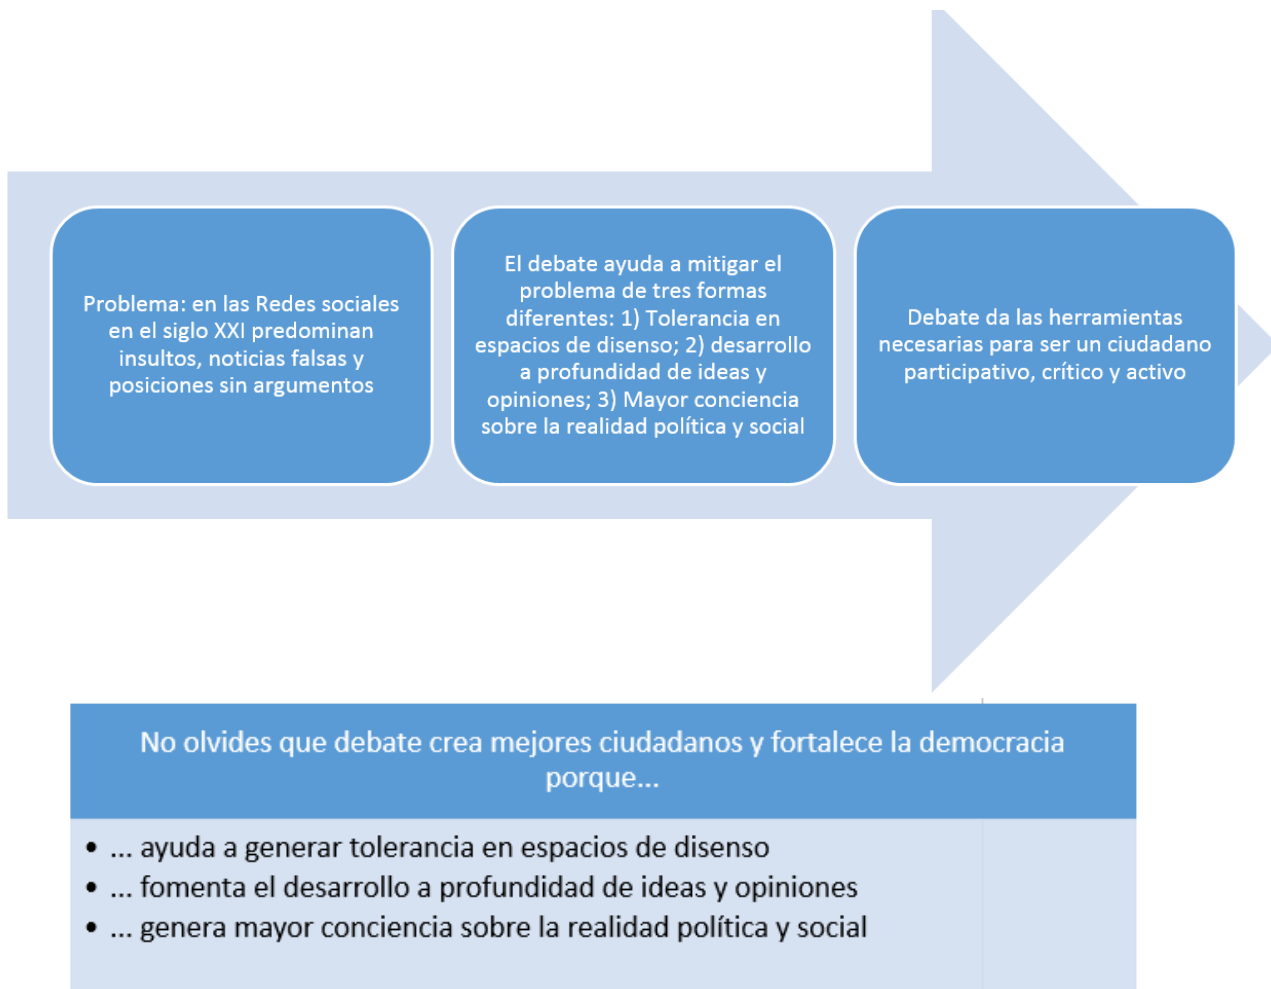 Problema: en las Redes sociales
en el siglo XXI predominan
insultos, noticias falsas y
posiciones sin argumentos
El debate ayuda a mitigar el
problema de tres formas
diferentes: 1) Tolerancia en
espacios de disenso; 2) desarrollo
a profundidad de ideas y
opiniones; 3) Mayor conciencia
sobre la realidad política y social
Debate da las herramientas
necesarias para ser un ciudadano
participativo, crítico y activo
No olvides que debate crea mejores ciudadanos y fortalece la democracia
porque...
• ... ayuda a generar tolerancia en espacios de disenso
• ... fomenta el desarrollo a profundidad de ideas y opiniones
• ... genera mayor conciencia sobre la realidad política y social